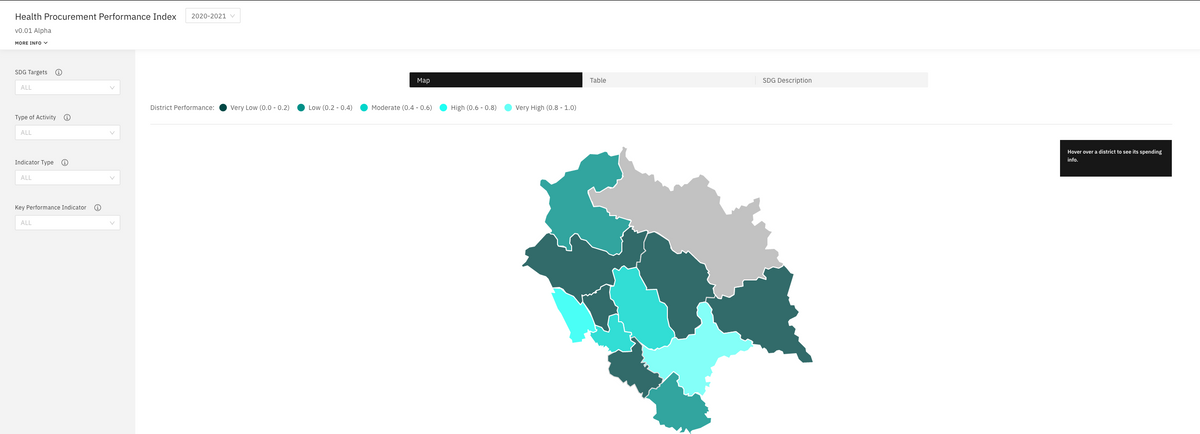 Health Procurement Performance Index
2020-2021
v0.01 Alpha
MORE INFO
SDG Targets
ALL
Type of Activity
ALL
Indicator Type
ALL
Key Performance Indicator
ALL
Map
Table
SDG Description
District Performance: Very Low (0.0 - 0.2) Low (0.2 - 0.4) Moderate (0.4 - 0.6) High (0.6 - 0.8) Very High (0.8 - 1.0)
Hover over a district to see its spending
info.